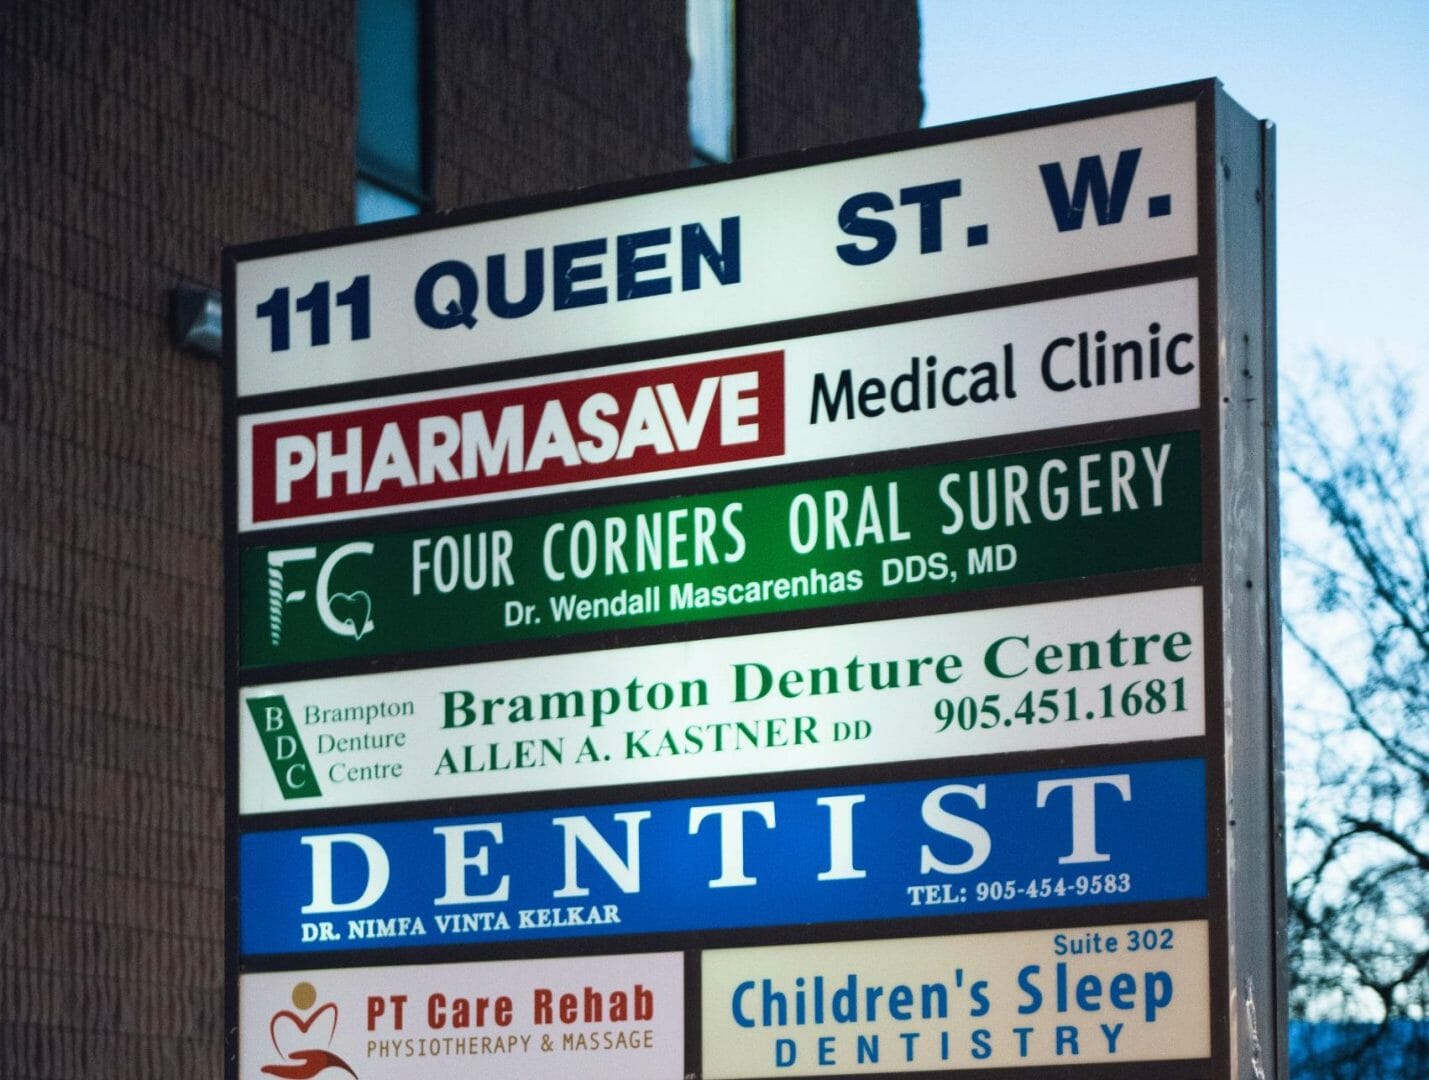 111 QUEEN ST. W.
PHARMASAVE Medical Clinic
FC FOUR CORNERS ORAL SURGERY
Dr. Wendall Mascarenhas DDS, MD
BDC Brampton Denture Centre
Brampton Denture Centre
ALLEN A. KASTNER DD 905.451.1681
DENTIST
DR. NIMFA VINTA KELKAR TEL: 905-454-9583
PT Care Rehab
PHYSIOTHERAPY & MASSAGE
Suite 302
Children's Sleep
DENTISTRY